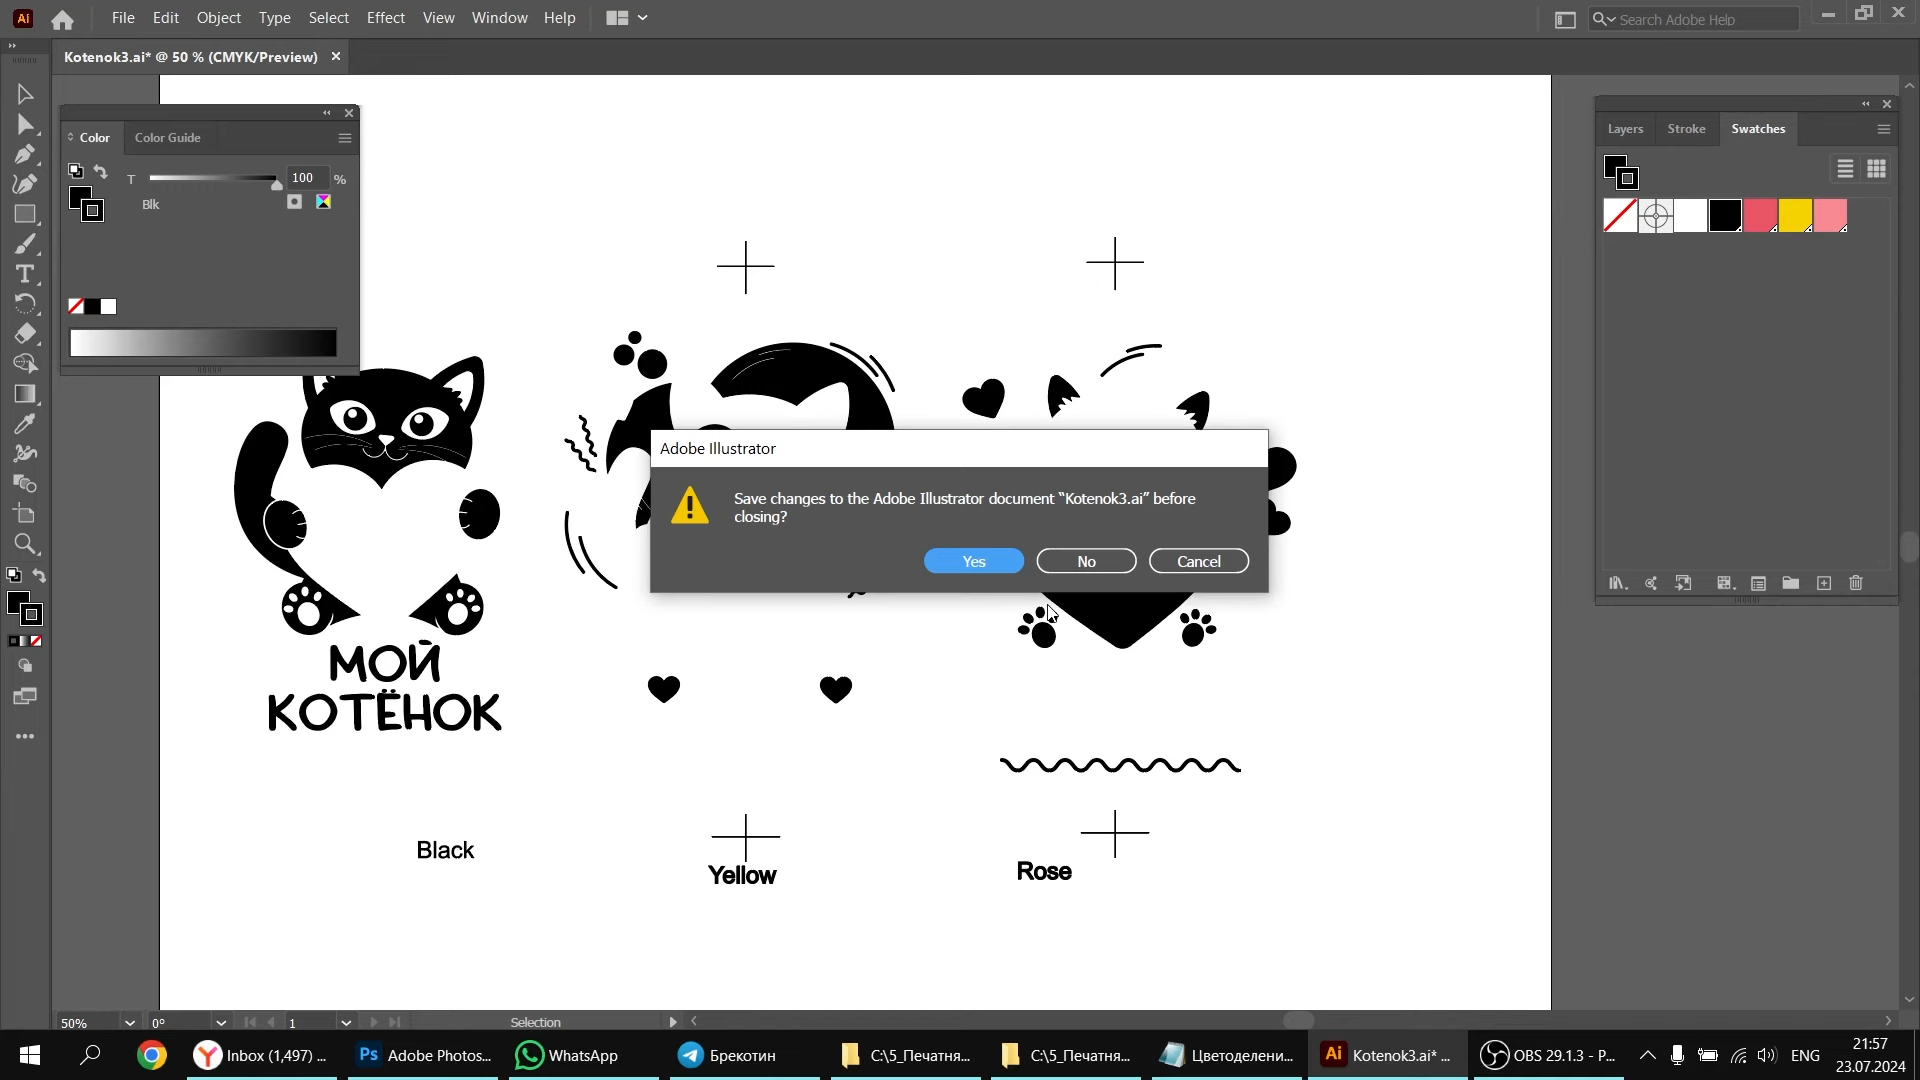 Ai File Edit Object Type Select Effect View Window Help Search Adobe Help
Kotenok3.ai* @ 50 % (CMYK/Preview)
Color Color Guide
T 100 %
Blk
Layers Stroke Swatches
Adobe Illustrator
Save changes to the Adobe Illustrator document “Kotenok3.ai” before
closing?
Yes No Cancel
МОЙ
КОТЁНОК
Black
Yellow
Rose
50% 0° 1 Selection
Inbox (1,497) ... Ps Adobe Photos... WhatsApp Брекотин C:\5_Печатня... C:\5_Печатня... Цветоделени... Ai Kotenok3.ai* ... OBS 29.1.3 - P... ENG
21:57
23.07.2024